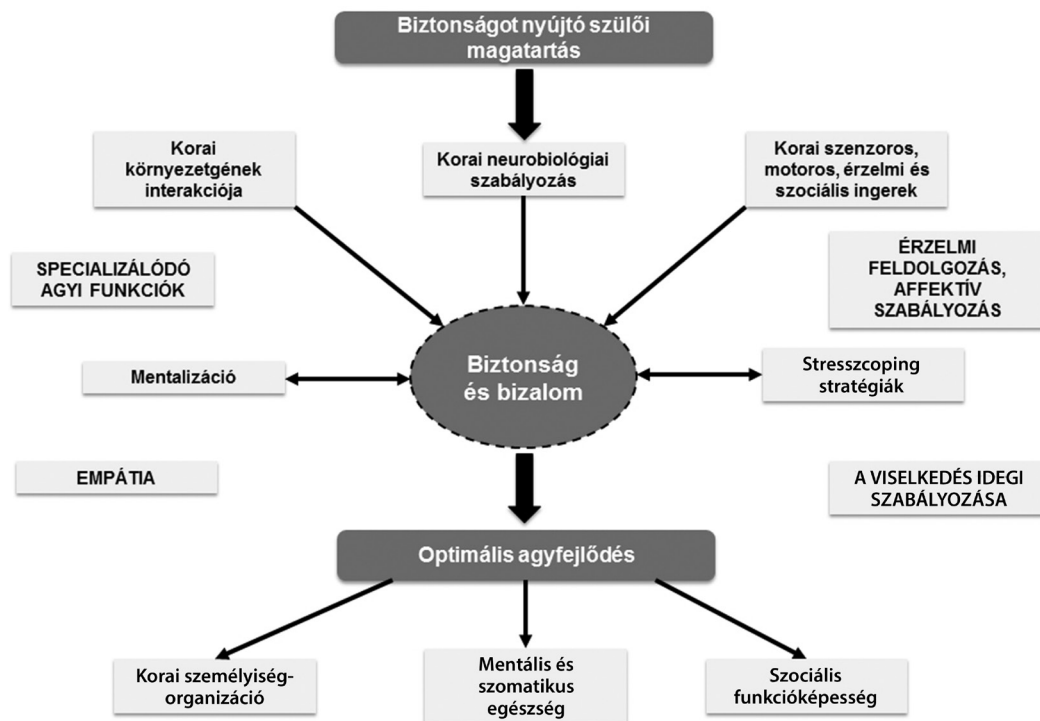 Biztonságot nyújtó szülői
magatartás
Korai
környezetgének
interakciója
Korai neurobiológiai
szabályozás
Korai szenzoros,
motoros, érzelmi és
szociális ingerek
SPECIALIZÁLÓDÓ
AGYI FUNKCIÓK
ÉRZELMI
FELDOLGOZÁS,
AFFEKTÍV
SZABÁLYOZÁS
Mentalizáció
Biztonság
és bizalom
Stresszcoping
stratégiák
EMPÁTIA
A VISELKEDÉS IDEGI
SZABÁLYOZÁSA
Optimális agyfejlődés
Korai személyiség-
organizáció
Mentális és
szomatikus
egészség
Szociális
funkcióképesség